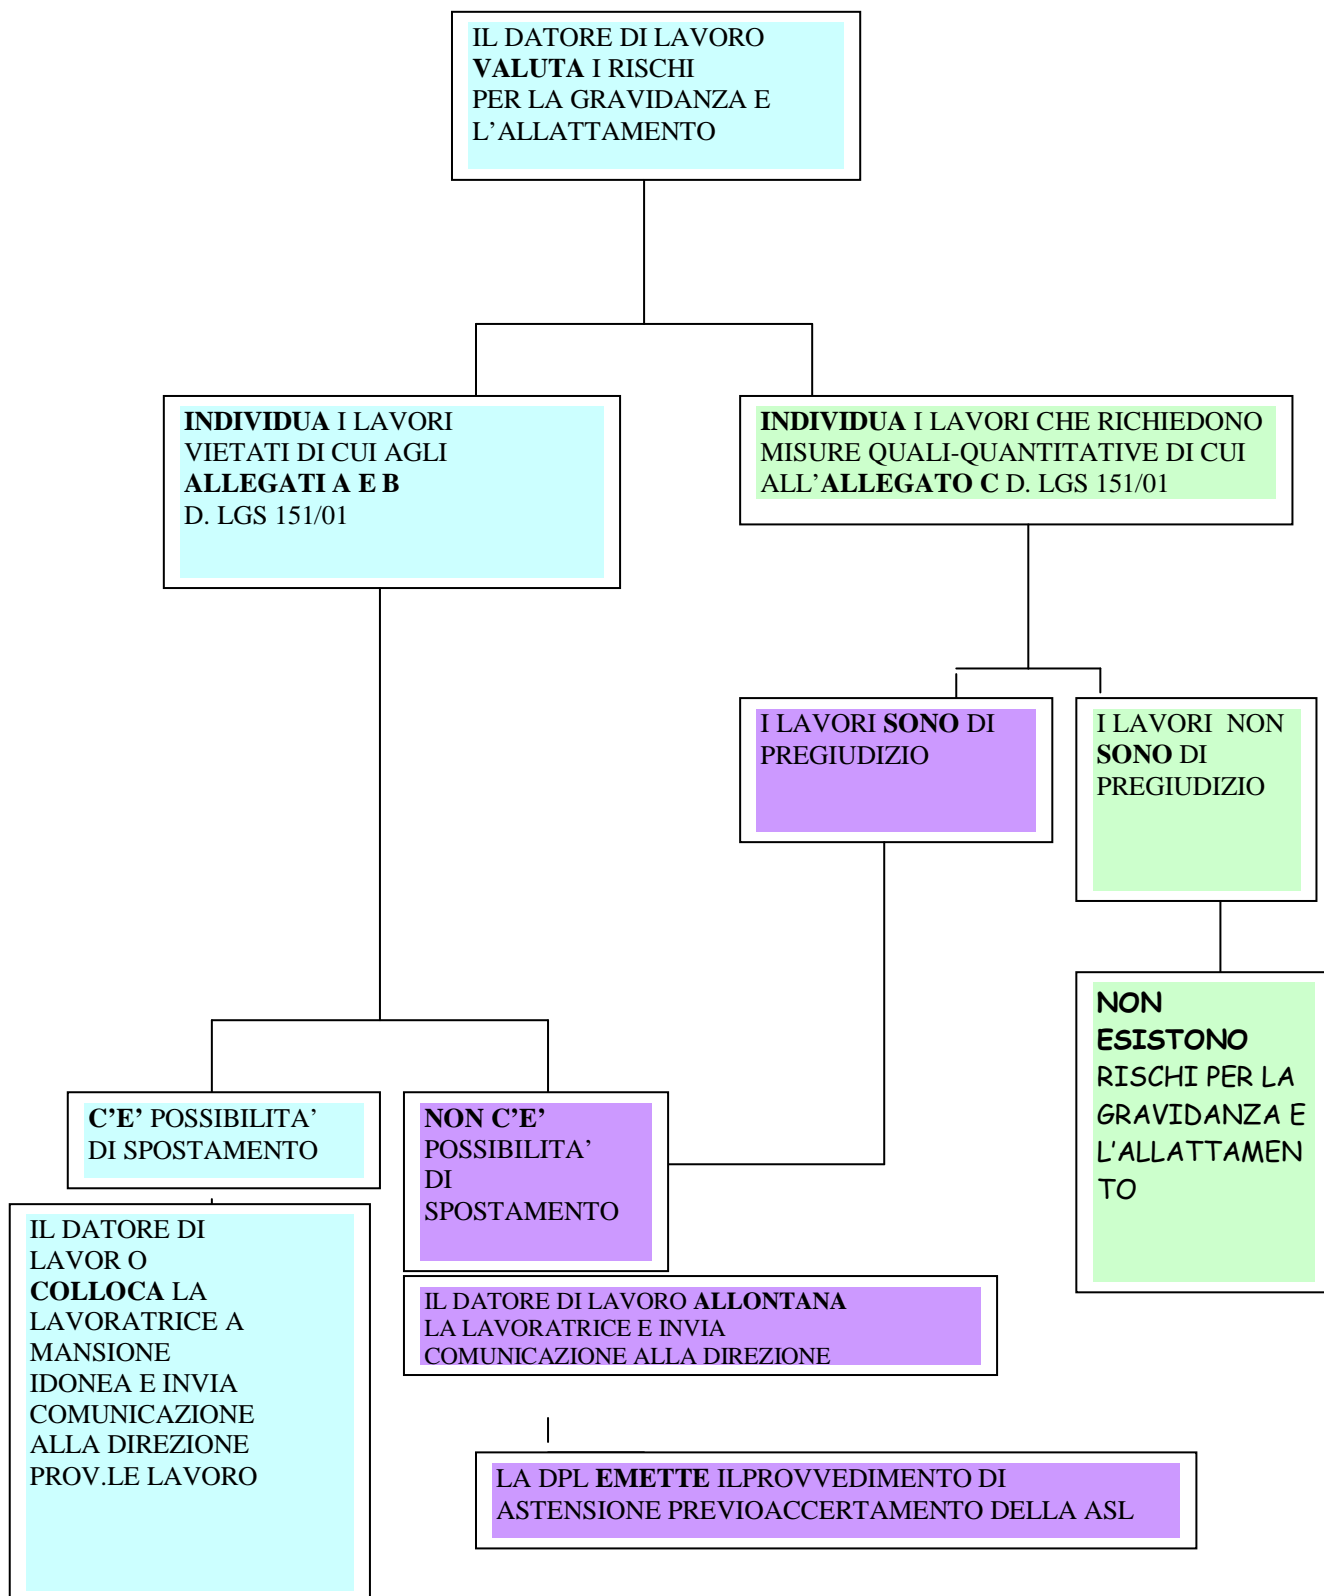 IL DATORE DI LAVORO
VALUTA I RISCHI
PER LA GRAVIDANZA E
L'ALLATTAMENTO
INDIVIDUA I LAVORI
VIETATI DI CUI AGLI
ALLEGATI A E B
D. LGS 151/01
INDIVIDUA I LAVORI CHE RICHIEDONO
MISURE QUALI-QUANTITATIVE DI CUI
ALL'ALLEGATO C D. LGS 151/01
I LAVORI SONO DI
PREGIUDIZIO
I LAVORI NON
SONO DI
PREGIUDIZIO
NON
ESISTONO
RISCHI PER LA
GRAVIDANZA E
L'ALLATTAMEN
TO
C'E' POSSIBILITA'
DI SPOSTAMENTO
NON C'E'
POSSIBILITA'
DI
SPOSTAMENTO
IL DATORE DI
LAVOR O
COLLOCA LA
LAVORATRICE A
MANSIONE
IDONEA E INVIA
COMUNICAZIONE
ALLA DIREZIONE
PROV.LE LAVORO
IL DATORE DI LAVORO ALLONTANA
LA LAVORATRICE E INVIA
COMUNICAZIONE ALLA DIREZIONE
LA DPL EMETTE ILPROVVEDIMENTO DI
ASTENSIONE PREVIOACCERTAMENTO DELLA ASL